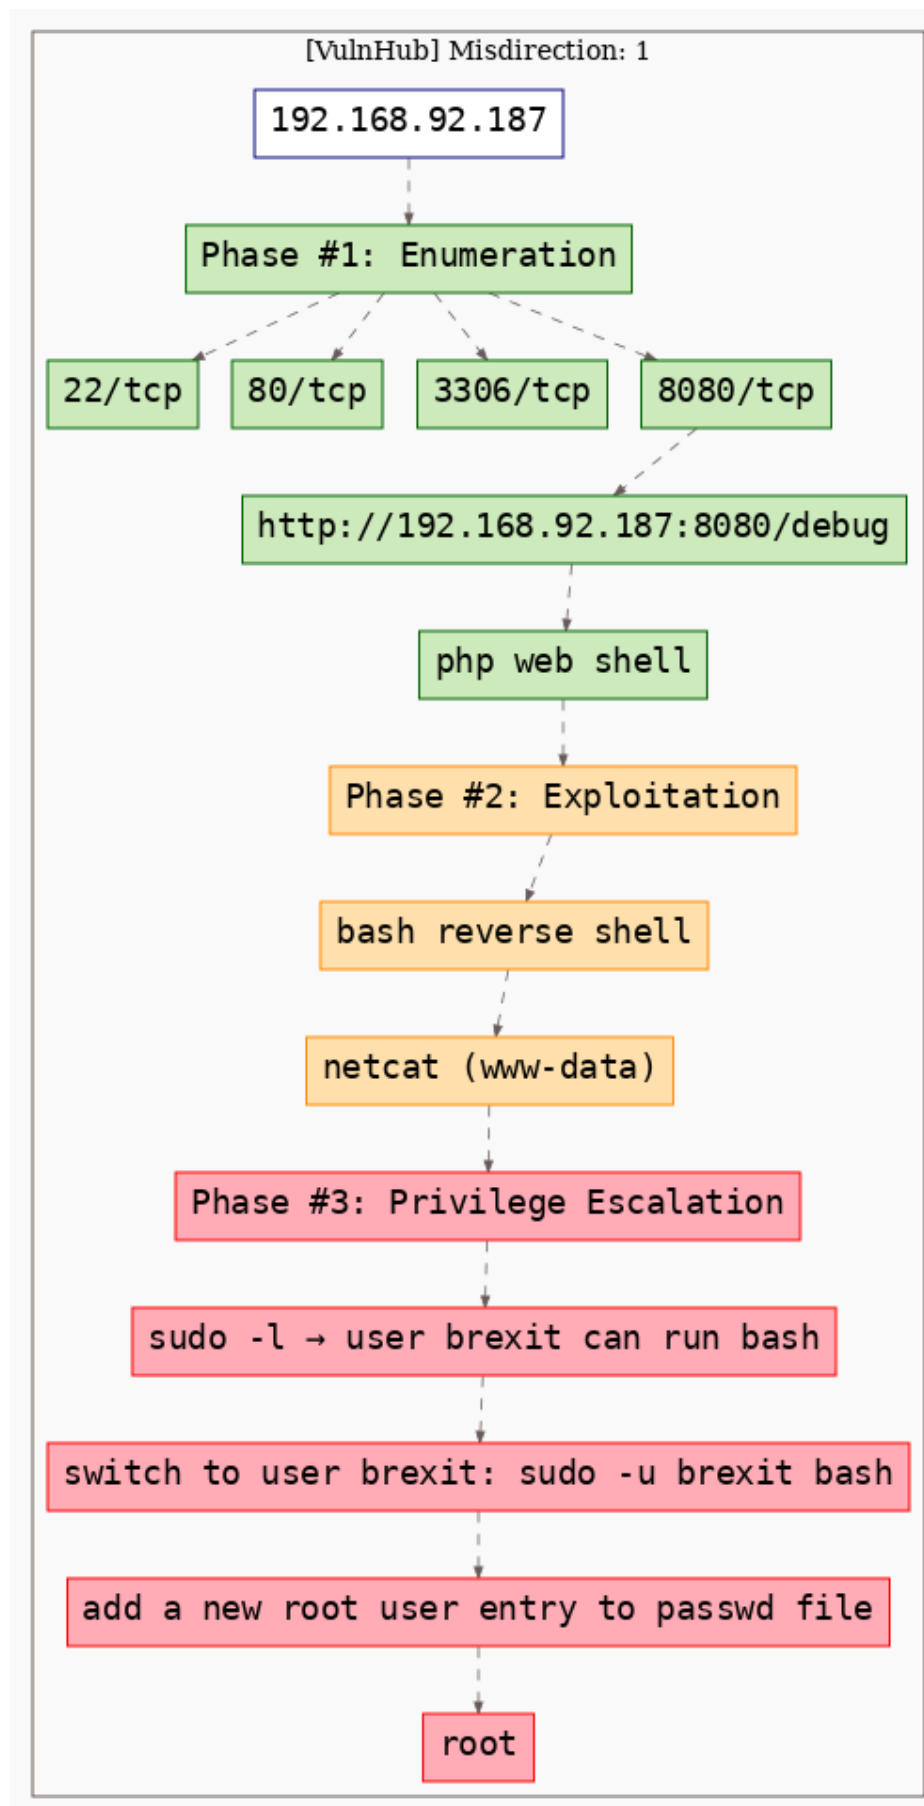 [VulnHub] Misdirection: 1
192.168.92.187
Phase #1: Enumeration
22/tcp
80/tcp
3306/tcp
8080/tcp
http://192.168.92.187:8080/debug
php web shell
Phase #2: Exploitation
bash reverse shell
netcat (www-data)
Phase #3: Privilege Escalation
sudo -l → user brexit can run bash
switch to user brexit: sudo -u brexit bash
add a new root user entry to passwd file
root